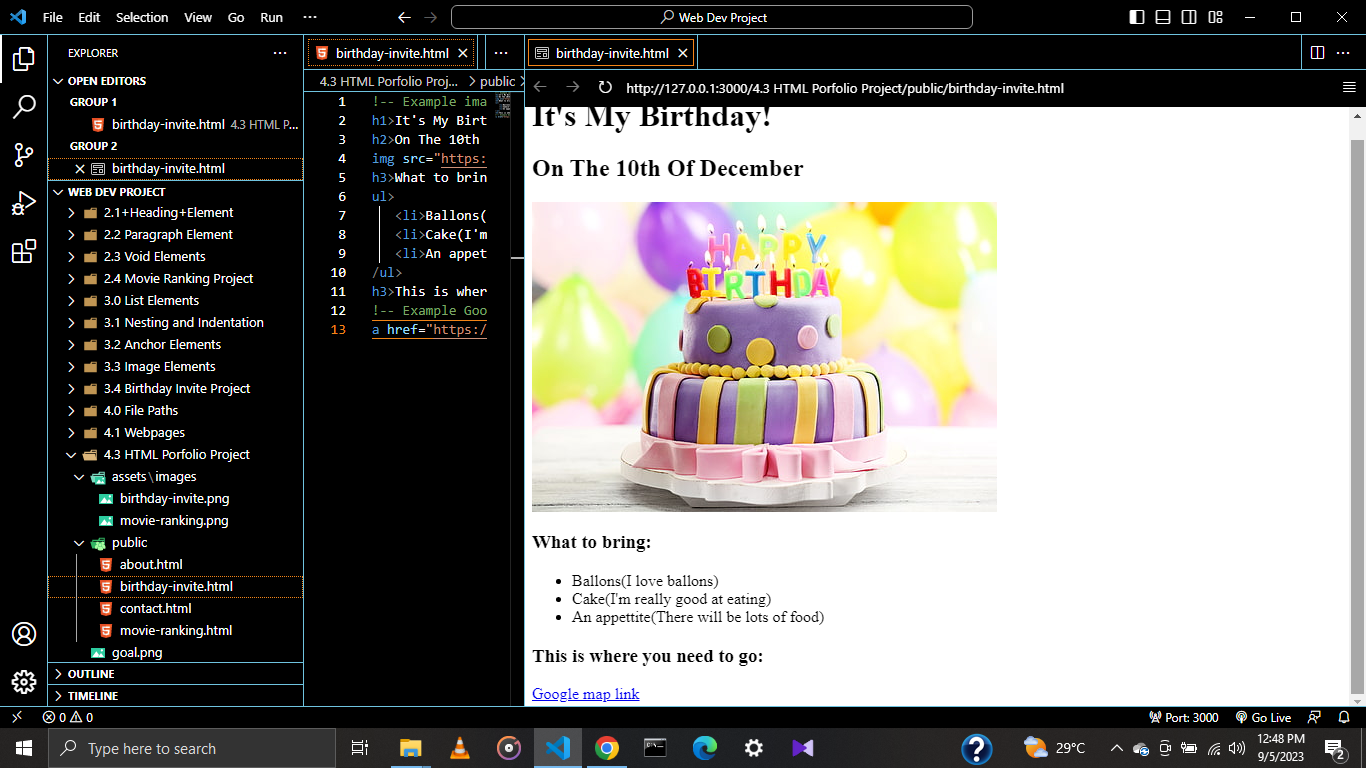 File Edit Selection View Go Run ··· Web Dev Project
EXPLORER ···
OPEN EDITORS
GROUP 1
birthday-invite.html 4.3 HTML P...
GROUP 2
birthday-invite.html
WEB DEV PROJECT
2.1+Heading+Element
2.2 Paragraph Element
2.3 Void Elements
2.4 Movie Ranking Project
3.0 List Elements
3.1 Nesting and Indentation
3.2 Anchor Elements
3.3 Image Elements
3.4 Birthday Invite Project
4.0 File Paths
4.1 Webpages
4.3 HTML Porfolio Project
assets\images
birthday-invite.png
movie-ranking.png
public
about.html
birthday-invite.html
contact.html
movie-ranking.html
goal.png
OUTLINE
TIMELINE
birthday-invite.html ···
4.3 HTML Porfolio Proj... > public >
1 !-- Example ima
2 h1>It's My Birt
3 h2>On The 10th
4 img src="https:
5 h3>What to brin
6 ul>
7 <li>Ballons(
8 <li>Cake(I'm
9 <li>An appet
10 /ul>
11 h3>This is wher
12 !-- Example Goo
13 a href="https:/
birthday-invite.html ···
http://127.0.0.1:3000/4.3 HTML Porfolio Project/public/birthday-invite.html
It's My Birthday!
On The 10th Of December
HAPPY
BIRTHDAY
What to bring:
• Ballons(I love ballons)
• Cake(I'm really good at eating)
• An appettite(There will be lots of food)
This is where you need to go:
Google map link
0 0 Port: 3000 Go Live
Type here to search 29°C 12:48 PM
9/5/2023
2